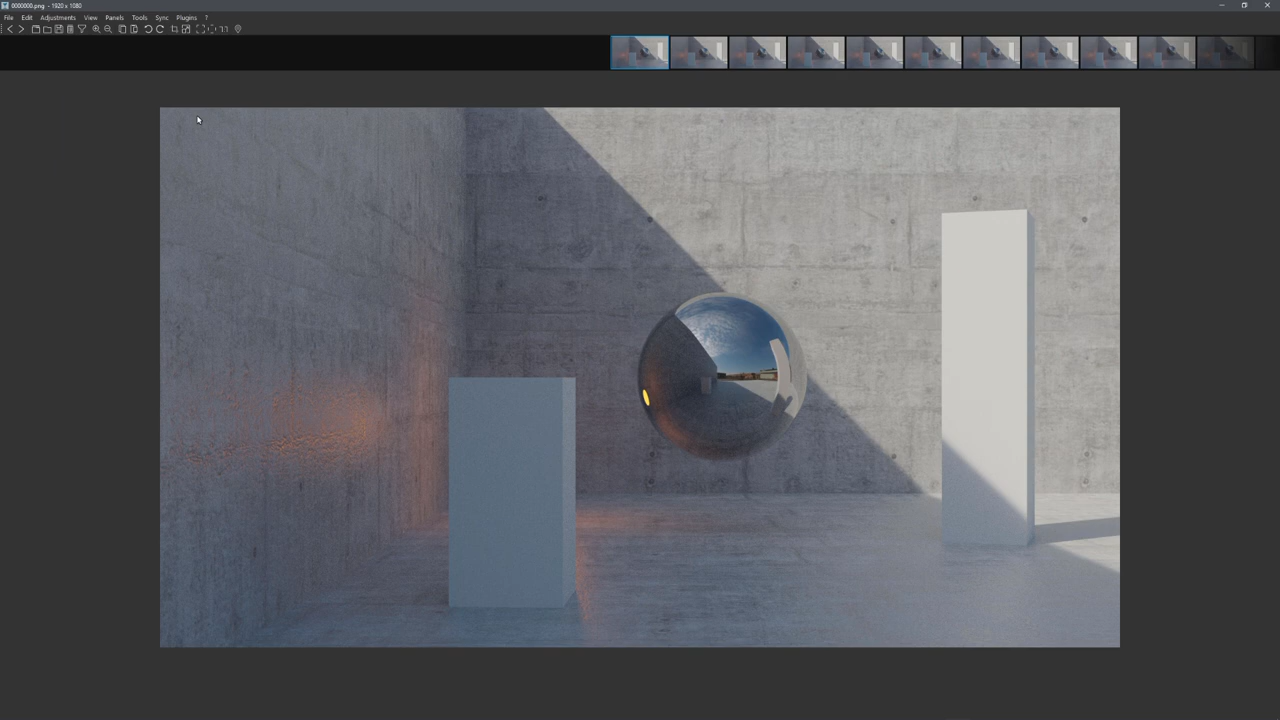 0000000.png - 1920 x 1080
File Edit Adjustments View Panels Tools Sync Plugins ?